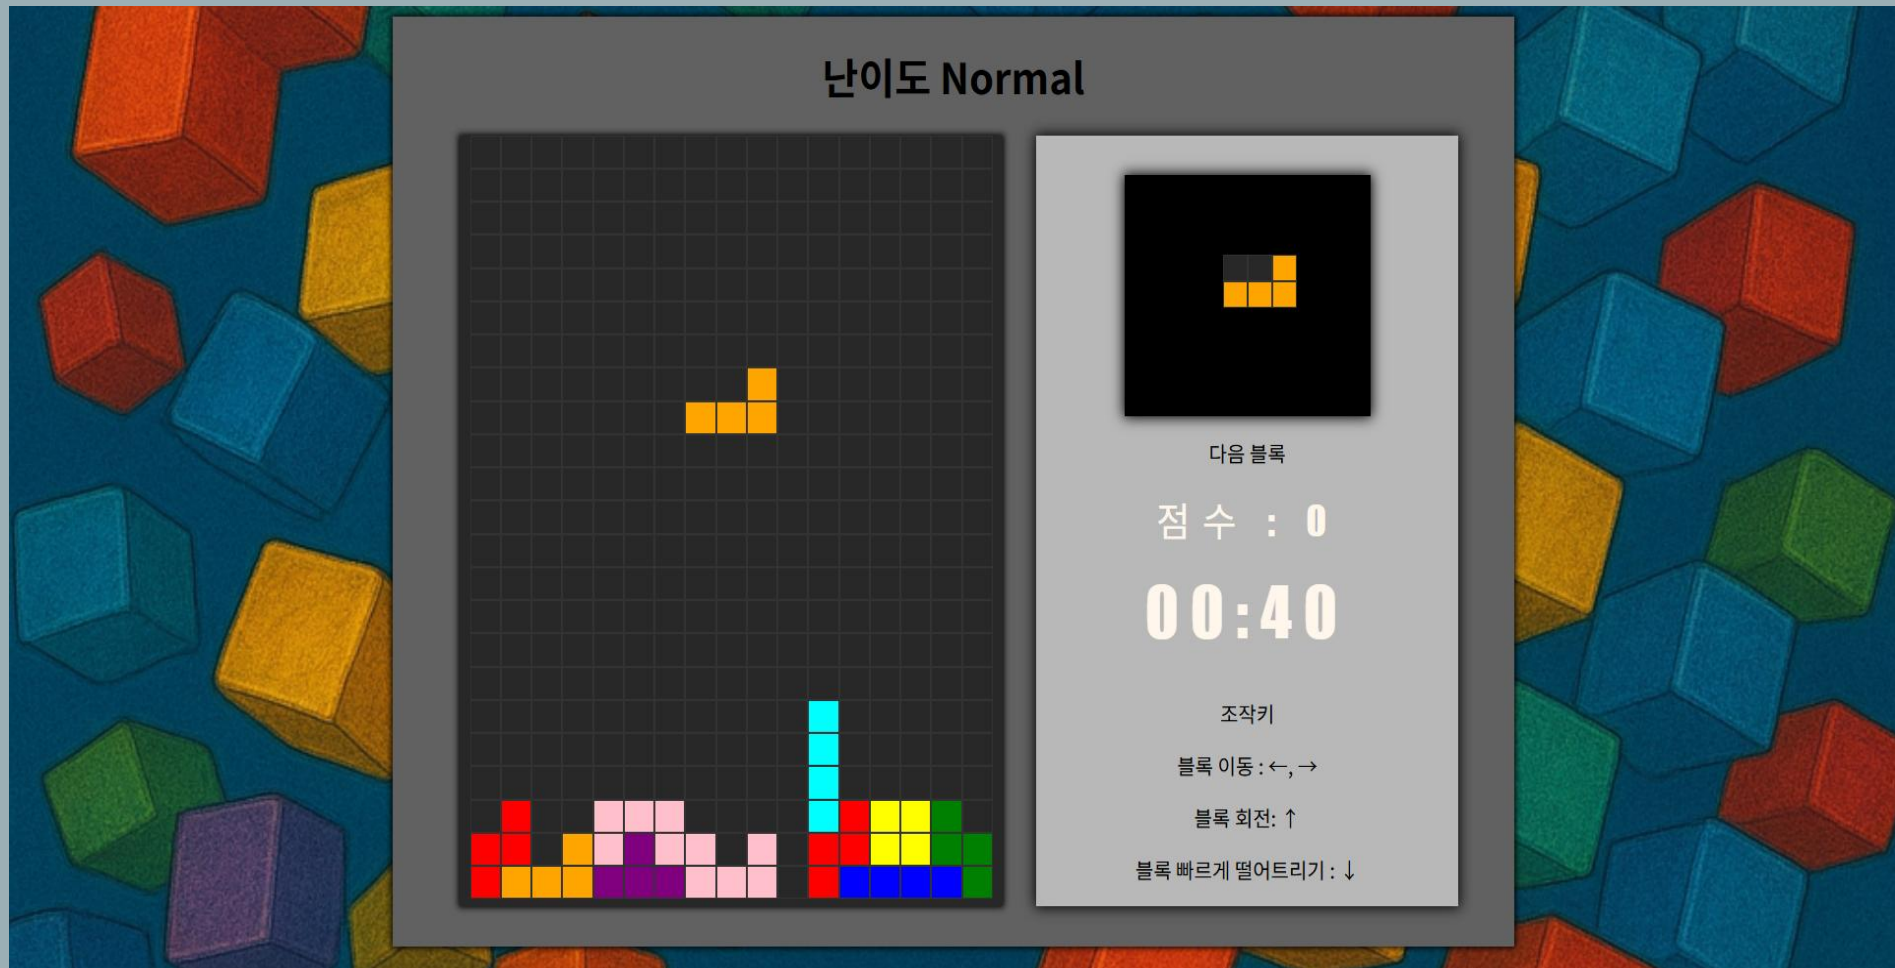 난이도 Normal
다음 블록
점수 : 0
00:40
조작키
블록 이동 : ←, →
블록 회전: ↑
블록 빠르게 떨어트리기 : ↓